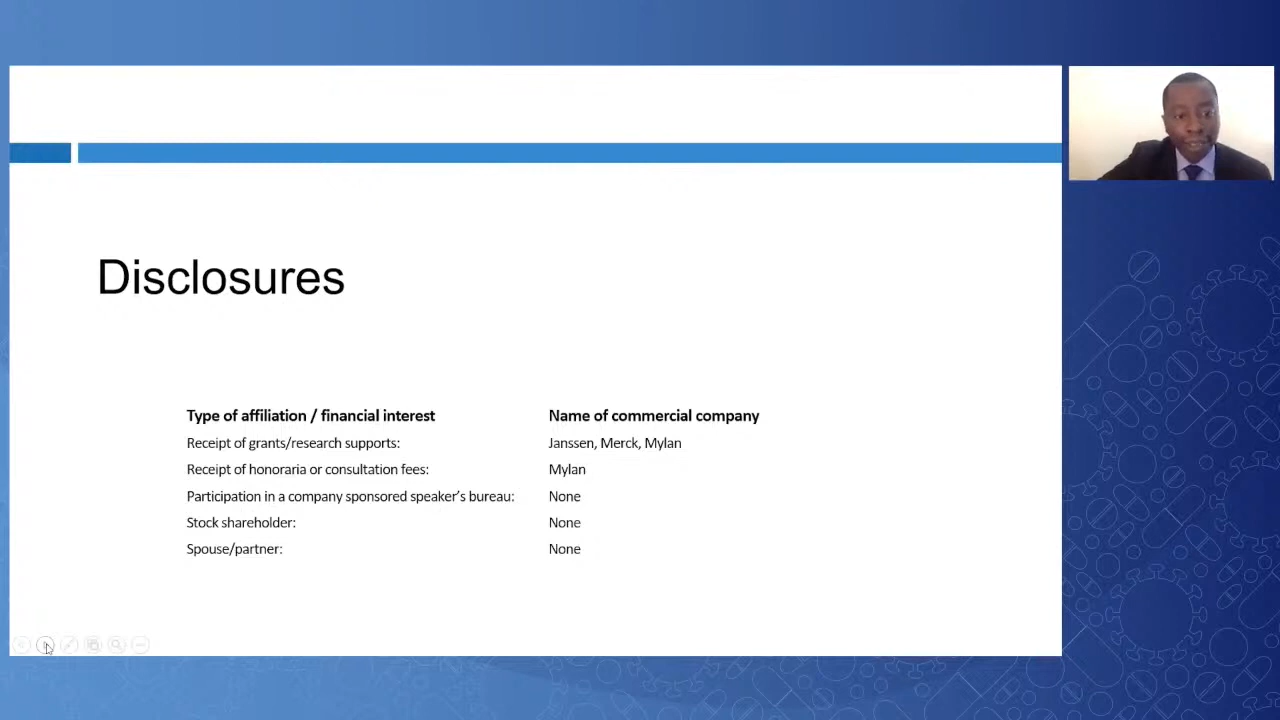 Disclosures
Type of affiliation / financial interest Name of commercial company
Receipt of grants/research supports: Janssen, Merck, Mylan
Receipt of honoraria or consultation fees: Mylan
Participation in a company sponsored speaker's bureau: None
Stock shareholder: None
Spouse/partner: None